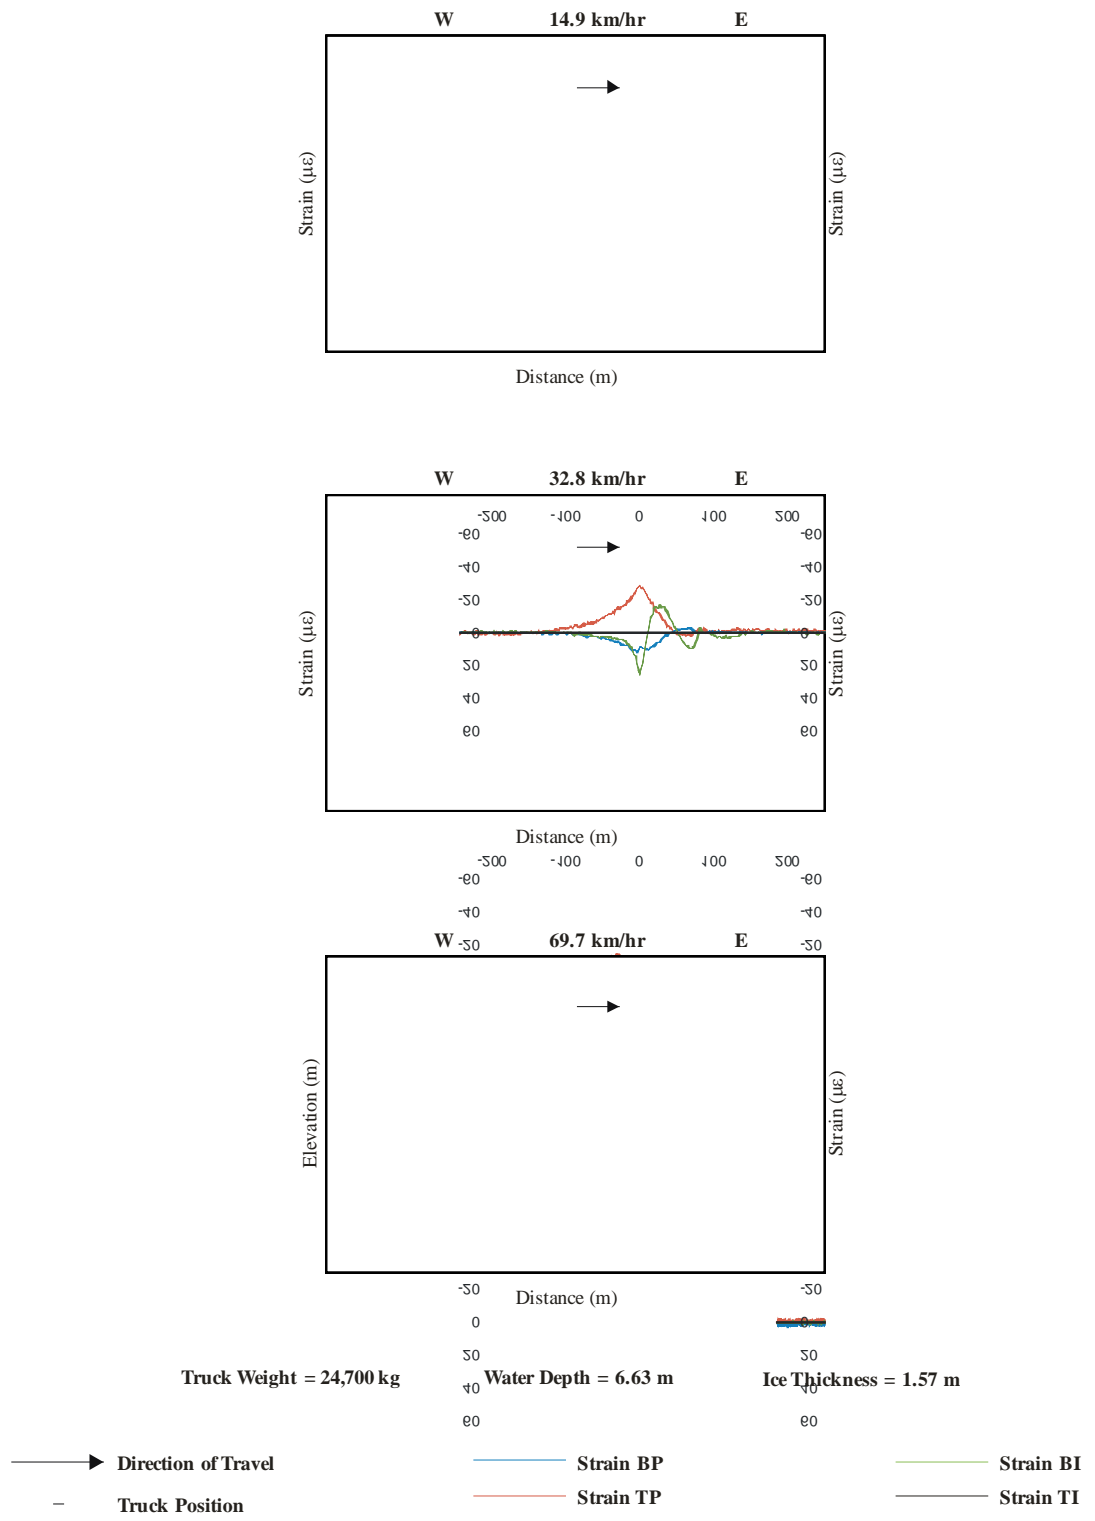 W 14.9 km/hr E
Strain (με)
Strain (με)
Distance (m)
W 32.8 km/hr E
-200 -100 0 100 200
-60 -60
-40 -40
-20 -20
0 0
20 20
40 40
60 60
Strain (με)
Strain (με)
Distance (m)
-200 -100 0 100 200
-60 -60
-40 -40
-20 -20
W 69.7 km/hr E
Elevation (m)
Strain (με)
-20 -20
Distance (m)
0 0
20 20
Truck Weight = 24,700 kg Water Depth = 6.63 m Ice Thickness = 1.57 m
40 40
60 60
Direction of Travel Strain BP Strain BI
Truck Position Strain TP Strain TI